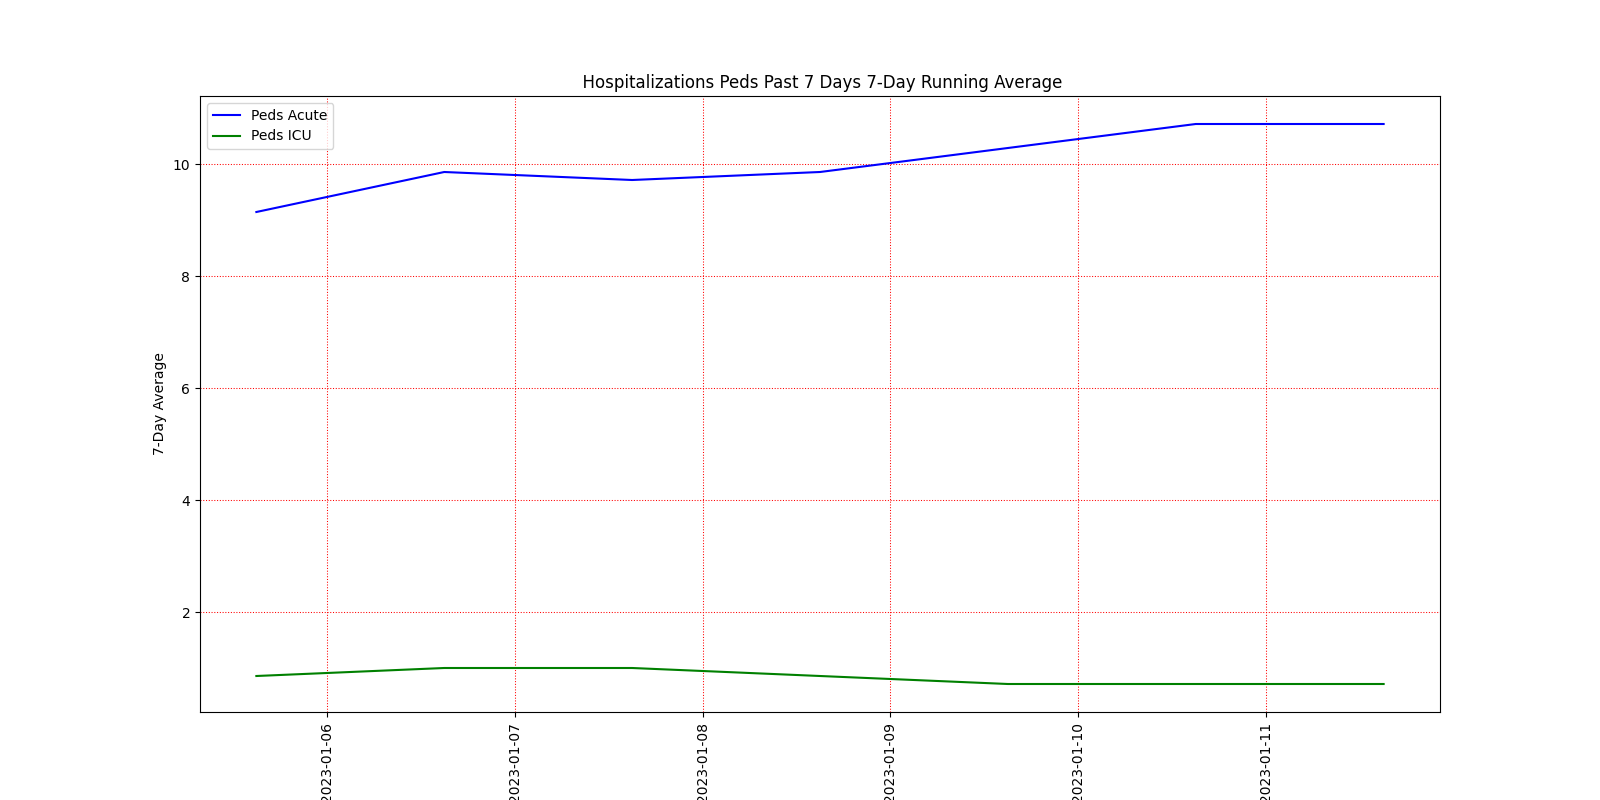 Hospitalizations Peds Past 7 Days 7-Day Running Average
Peds Acute
Peds ICU
10
8
6
4
2
7-Day Average
2023-01-06
2023-01-07
2023-01-08
2023-01-09
2023-01-10
2023-01-11